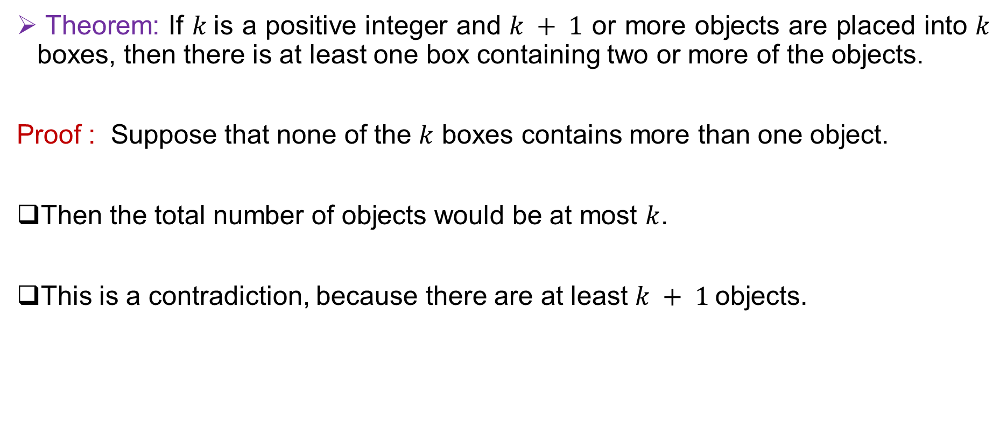 ➢ Theorem: If 𝑘 is a positive integer and 𝑘 + 1 or more objects are placed into 𝑘
boxes, then there is at least one box containing two or more of the objects.
Proof : Suppose that none of the 𝑘 boxes contains more than one object.
❑Then the total number of objects would be at most 𝑘.
❑This is a contradiction, because there are at least 𝑘 + 1 objects.